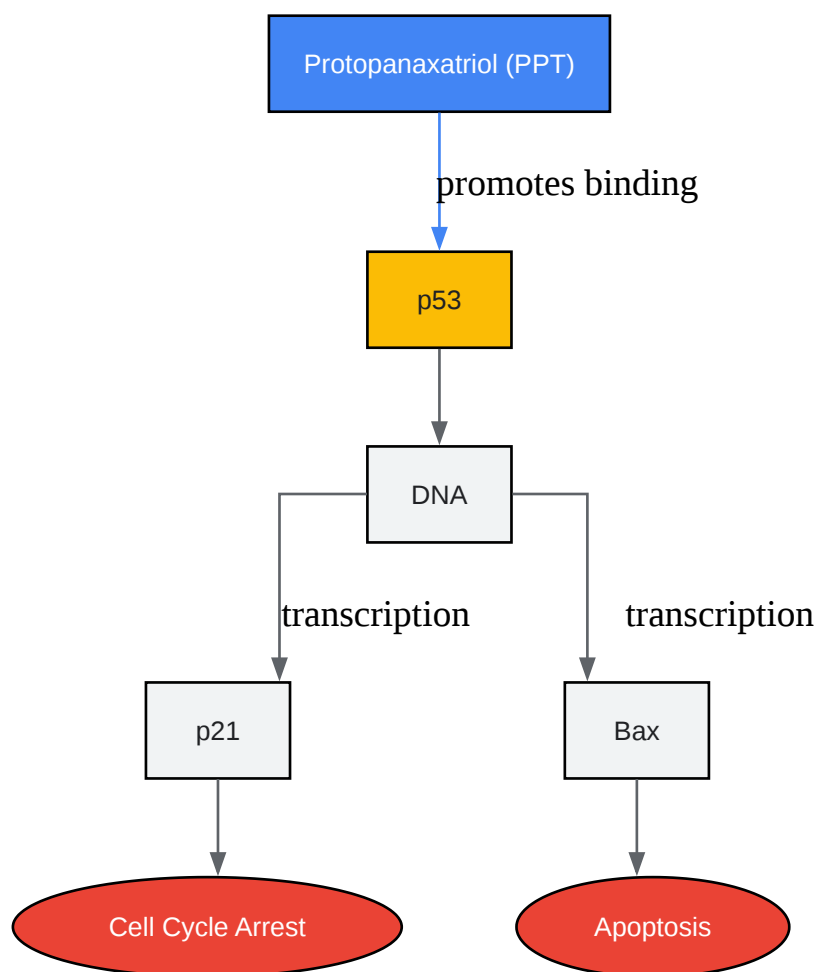 Protopanaxatriol (PPT)
promotes binding
p53
DNA
transcription
transcription
p21
Bax
Cell Cycle Arrest
Apoptosis